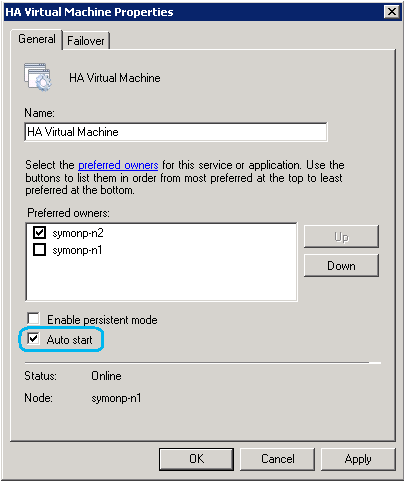 HA Virtual Machine Properties
General
Failover
HA Virtual Machine
Name:
HA Virtual Machine
Select the preferred owners for this service or application. Use the
buttons to list them in order from most preferred at the top to least
preferred at the bottom.
Preferred owners:
symonp-n2
symonp-n1
Up
Down
Enable persistent mode
Auto start
Status: Online
Node: symonp-n1
OK
Cancel
Apply